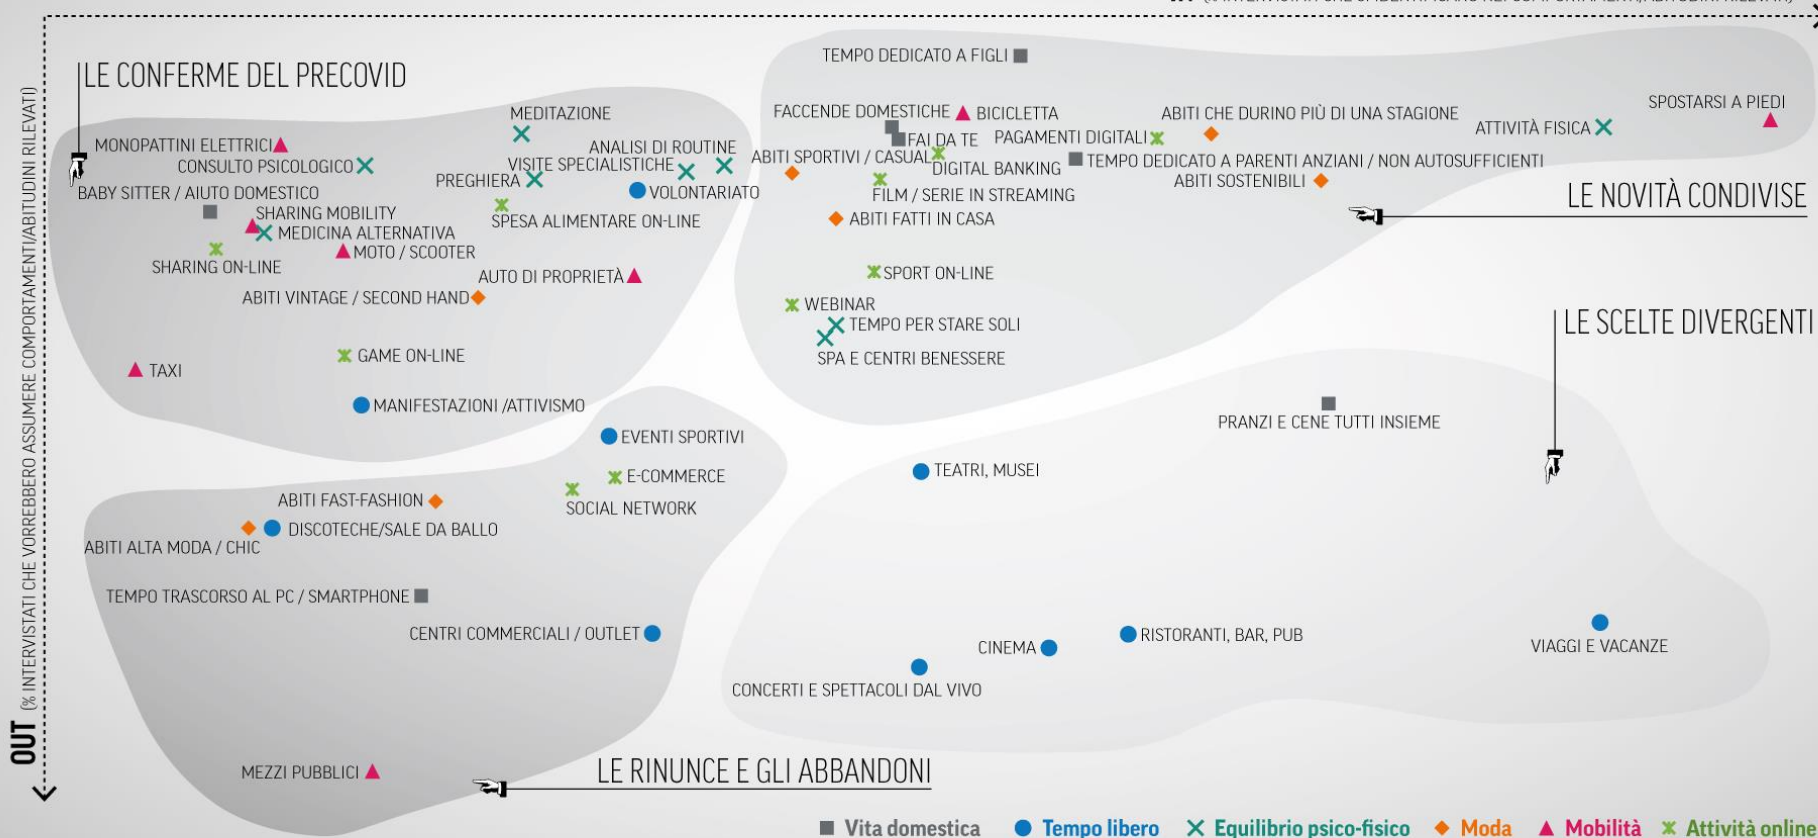 LE CONFERME DEL PRECOVID
TEMPO DEDICATO A FIGLI
MEDITAZIONE
FACCENDE DOMESTICHE
BICICLETTA
ABITI CHE DURINO PIÙ DI UNA STAGIONE
SPOSTARSI A PIEDI
ATTIVITÀ FISICA
MONOPATTINI ELETTRICI
ANALISI DI ROUTINE
FAI DA TE
PAGAMENTI DIGITALI
CONSULTO PSICOLOGICO
VISITE SPECIALISTICHE
ABITI SPORTIVI / CASUAL
DIGITAL BANKING
TEMPO DEDICATO A PARENTI ANZIANI / NON AUTOSUFFICIENTI
PREGHIERA
ABITI SOSTENIBILI
BABY SITTER / AIUTO DOMESTICO
VOLONTARIATO
FILM / SERIE IN STREAMING
LE NOVITÀ CONDIVISE
SHARING MOBILITY
SPESA ALIMENTARE ON-LINE
ABITI FATTI IN CASA
MEDICINA ALTERNATIVA
MOTO / SCOOTER
SHARING ON-LINE
AUTO DI PROPRIETÀ
SPORT ON-LINE
ABITI VINTAGE / SECOND HAND
WEBINAR
TEMPO PER STARE SOLI
LE SCELTE DIVERGENTI
GAME ON-LINE
SPA E CENTRI BENESSERE
TAXI
MANIFESTAZIONI /ATTIVISMO
PRANZI E CENE TUTTI INSIEME
EVENTI SPORTIVI
E-COMMERCE
TEATRI, MUSEI
ABITI FAST-FASHION
SOCIAL NETWORK
DISCOTECHE/SALE DA BALLO
ABITI ALTA MODA / CHIC
TEMPO TRASCORSO AL PC / SMARTPHONE
CENTRI COMMERCIALI / OUTLET
CINEMA
RISTORANTI, BAR, PUB
VIAGGI E VACANZE
CONCERTI E SPETTACOLI DAL VIVO
MEZZI PUBBLICI
LE RINUNCE E GLI ABBANDONI
OUT (% INTERVISTATI CHE VORREBBERO ASSUMERE COMPORTAMENTI/ABITUDINI RILEVATI)
Vita domestica Tempo libero Equilibrio psico-fisico Moda Mobilità Attività online